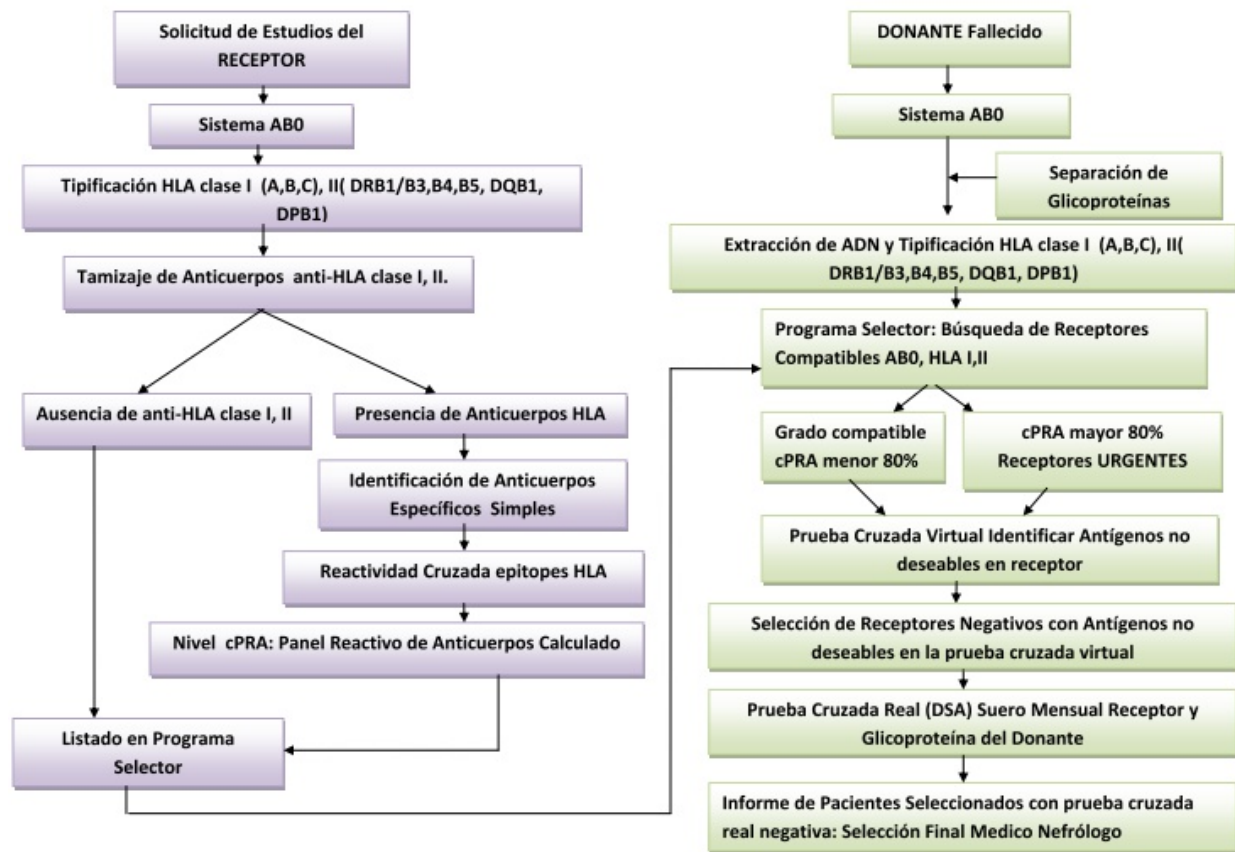 Solicitud de Estudios del
RECEPTOR
Sistema AB0
Tipificación HLA clase I (A,B,C), II( DRB1/B3,B4,B5, DQB1,
DPB1)
Tamizaje de Anticuerpos anti-HLA clase I, II.
Ausencia de anti-HLA clase I, II
Presencia de Anticuerpos HLA
Identificación de Anticuerpos
Específicos Simples
Reactividad Cruzada epitopes HLA
Nivel cPRA: Panel Reactivo de Anticuerpos Calculado
Listado en Programa
Selector
DONANTE Fallecido
Sistema AB0
Separación de
Glicoproteínas
Extracción de ADN y Tipificación HLA clase I (A,B,C), II(
DRB1/B3,B4,B5, DQB1, DPB1)
Programa Selector: Búsqueda de Receptores
Compatibles AB0, HLA I,II
Grado compatible
cPRA menor 80%
cPRA mayor 80%
Receptores URGENTES
Prueba Cruzada Virtual Identificar Antígenos no
deseables en receptor
Selección de Receptores Negativos con Antígenos no
deseables en la prueba cruzada virtual
Prueba Cruzada Real (DSA) Suero Mensual Receptor y
Glicoproteína del Donante
Informe de Pacientes Seleccionados con prueba cruzada
real negativa: Selección Final Medico Nefrólogo